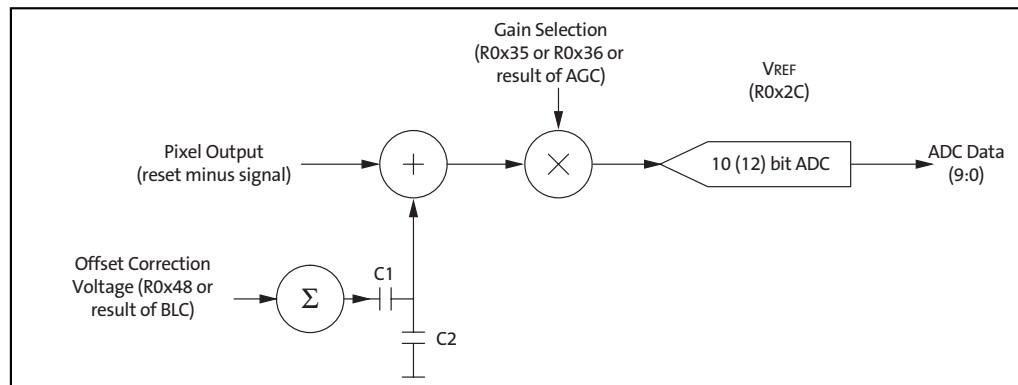 Gain Selection
(R0x35 or R0x36 or
result of AGC)
VREF
(R0x2C)
Pixel Output
(reset minus signal)
+
×
10 (12) bit ADC
ADC Data
(9:0)
Offset Correction
Voltage (R0x48 or
result of BLC)
Σ
C1
C2